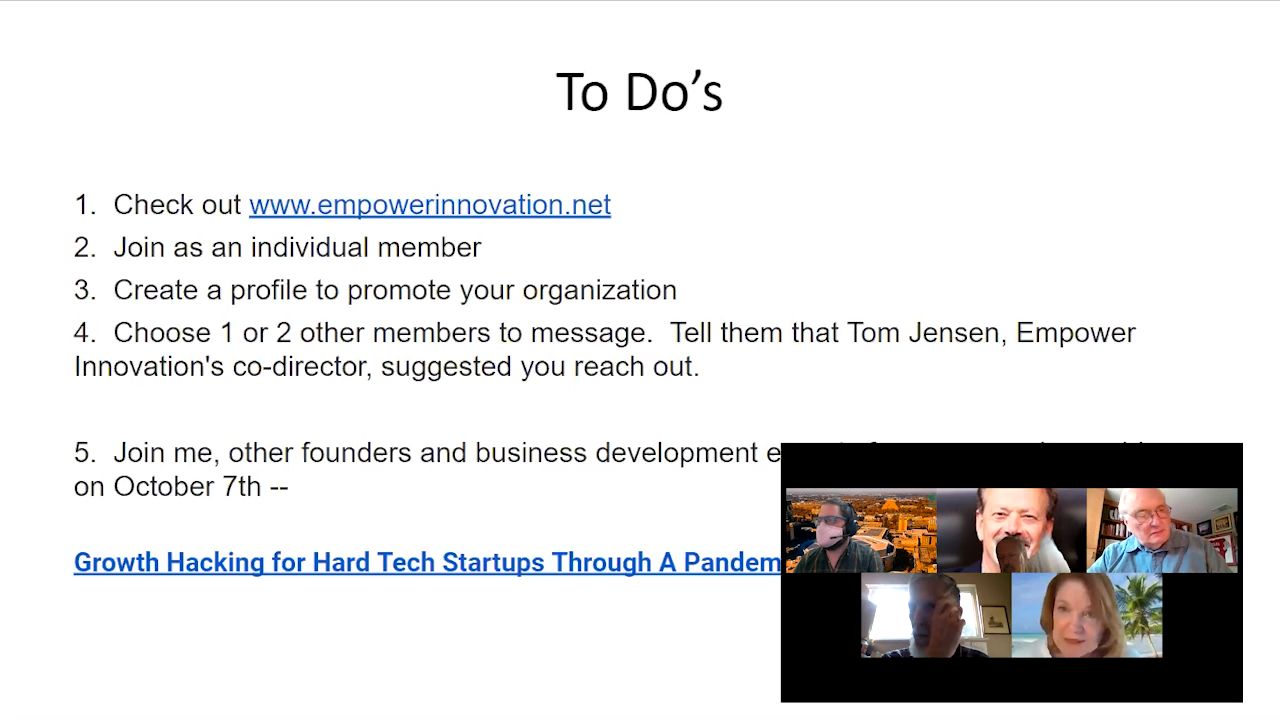 To Do’s
1. Check out www.empowerinnovation.net
2. Join as an individual member
3. Create a profile to promote your organization
4. Choose 1 or 2 other members to message. Tell them that Tom Jensen, Empower
Innovation's co-director, suggested you reach out.
5. Join me, other founders and business development
on October 7th --
Growth Hacking for Hard Tech Startups Through A